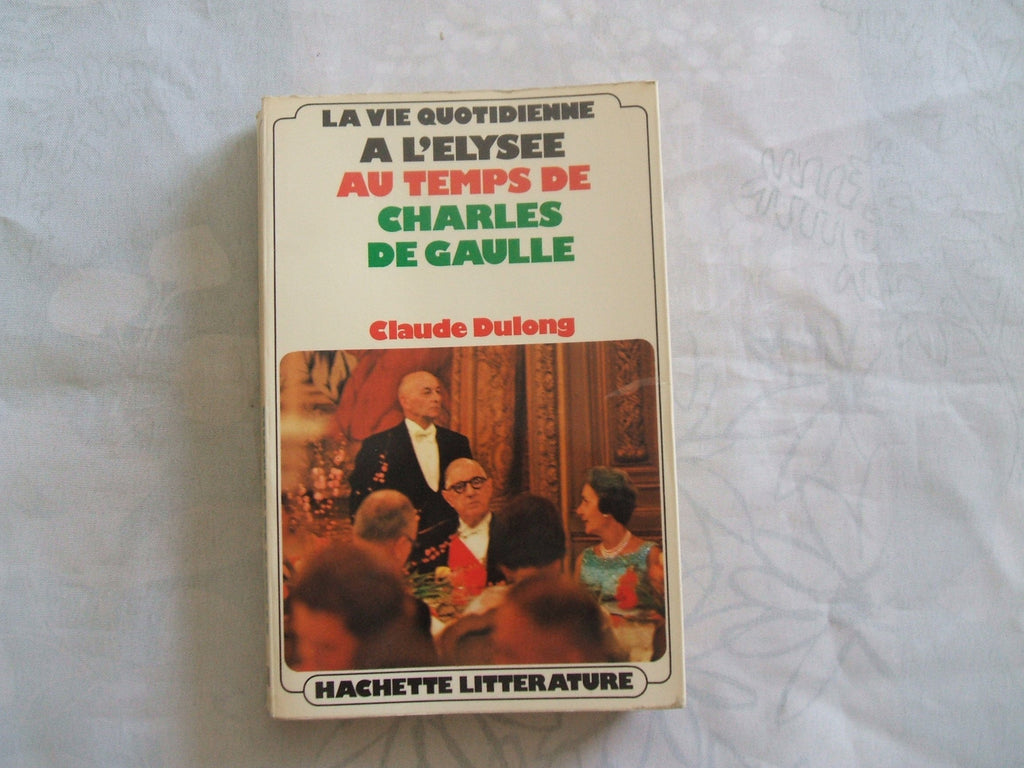 LA VIE QUOTIDIENNE
A L'ELYSEE
AU TEMPS DE
CHARLES
DE GAULLE
Claude Dulong
HACHETTE LITTERATURE